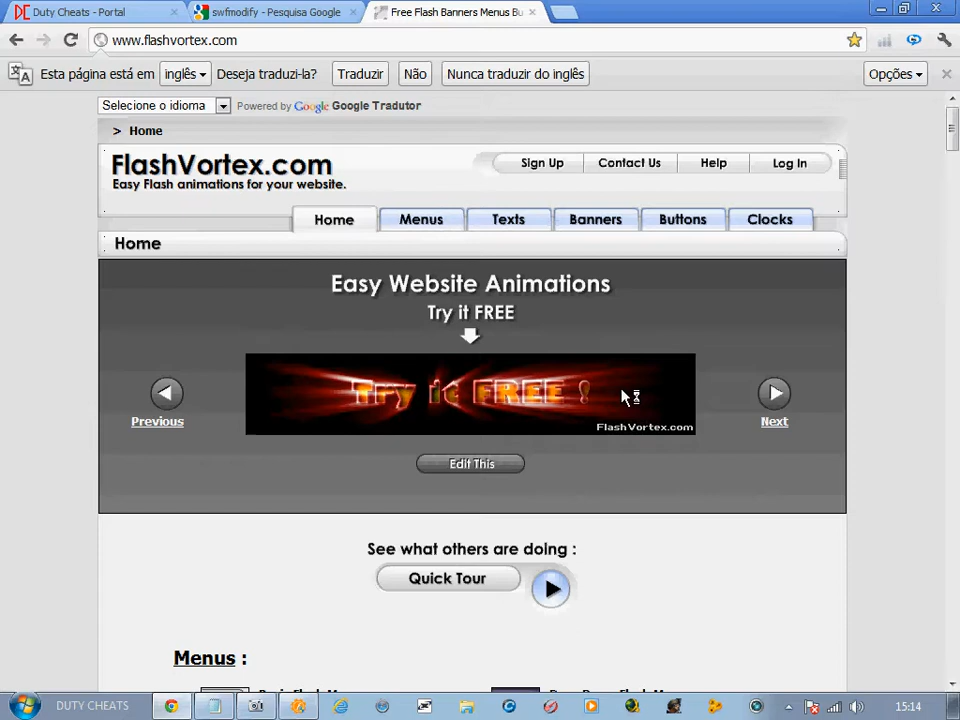 Duty Cheats - Portal
swfmodify - Pesquisa Google
Free Flash Banners Menus Bu
www.flashvortex.com
Esta página está em inglês Deseja traduzi-la? Traduzir Não Nunca traduzir do inglês Opções
Selecione o idioma Powered by Google Google Tradutor
> Home
FlashVortex.com
Easy Flash animations for your website.
Sign Up Contact Us Help Log In
Home Menus Texts Banners Buttons Clocks
Home
Easy Website Animations
Try it FREE
Try it FREE !
FlashVortex.com
Previous
Next
Edit This
See what others are doing :
Quick Tour
Menus :
DUTY CHEATS
15:14